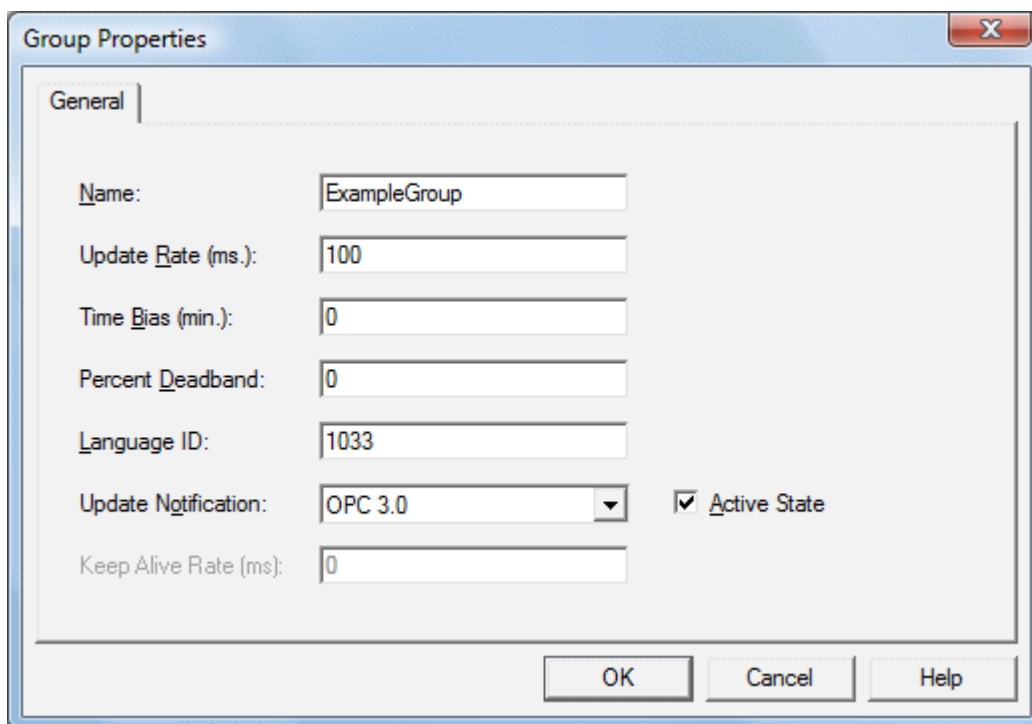 Group Properties
General
Name: ExampleGroup
Update Rate (ms.): 100
Time Bias (min.): 0
Percent Deadband: 0
Language ID: 1033
Update Notification: OPC 3.0 Active State
Keep Alive Rate (ms): 0
OK Cancel Help